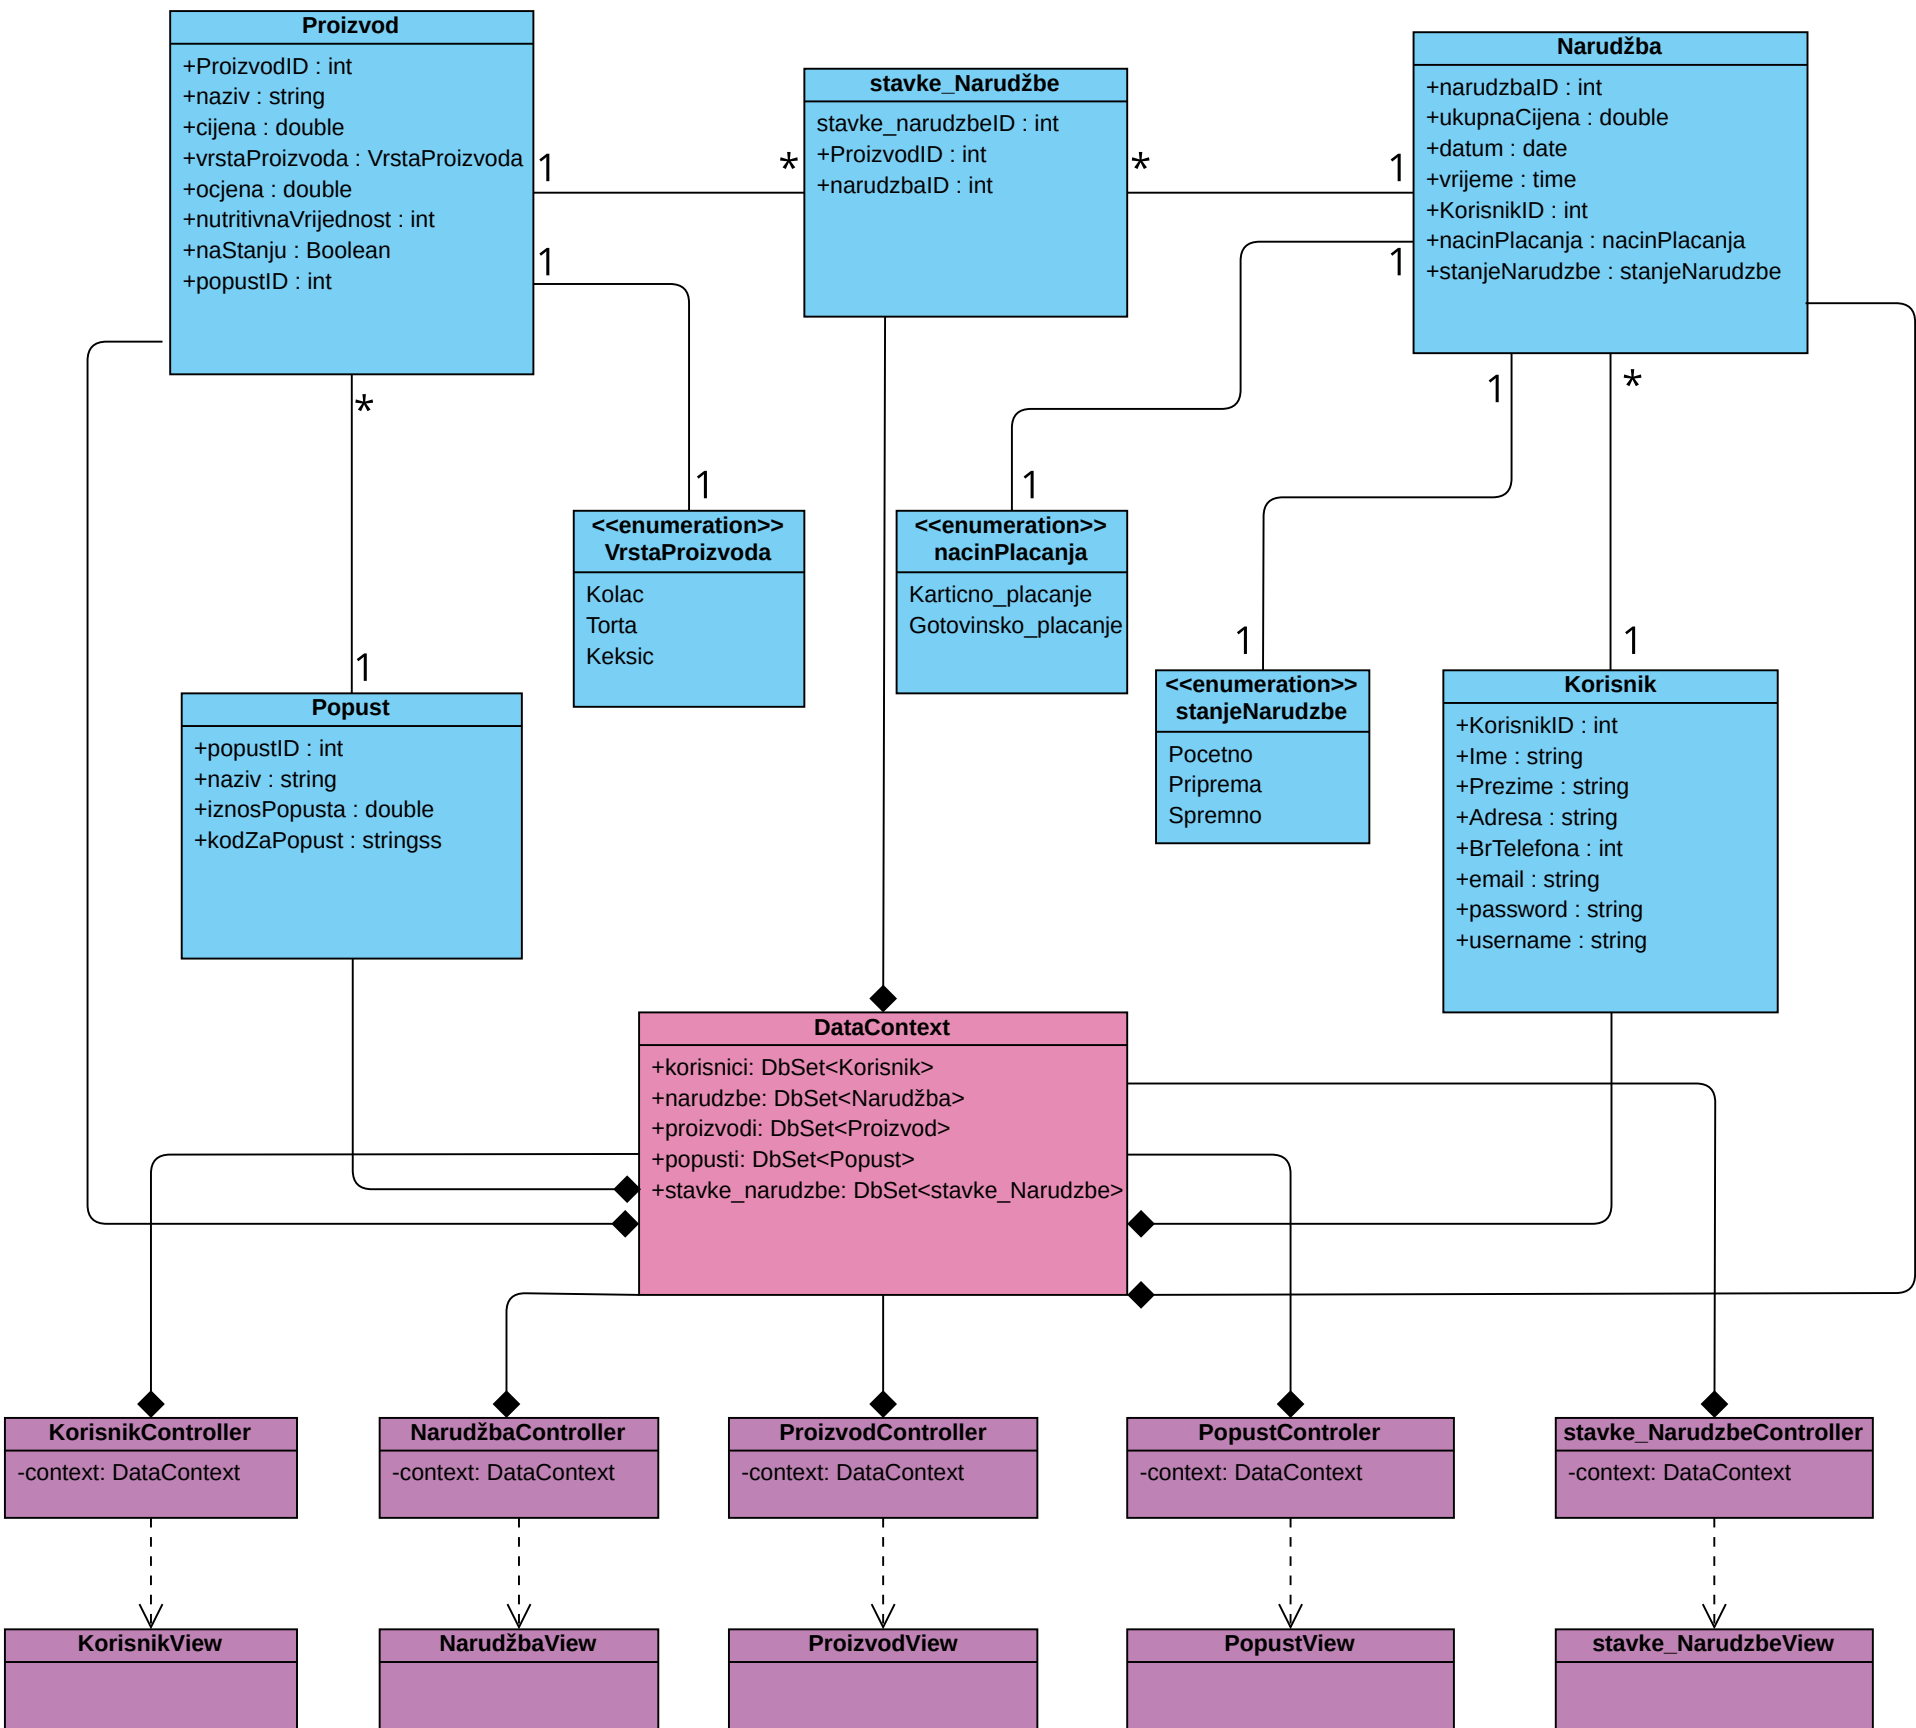 Proizvod
+ProizvodID : int
+naziv : string
+cijena : double
+vrstaProizvoda : VrstaProizvoda
+ocjena : double
+nutritivnaVrijednost : int
+naStanju : Boolean
+popustID : int
stavke_Narudžbe
stavke_narudzbeID : int
+ProizvodID : int
+narudzbaID : int
Narudžba
+narudzbaID : int
+ukupnaCijena : double
+datum : date
+vrijeme : time
+KorisnikID : int
+nacinPlacanja : nacinPlacanja
+stanjeNarudzbe : stanjeNarudzbe
1
*
*
1
1
1
*
1
*
1
1
<<enumeration>>
VrstaProizvoda
Kolac
Torta
Keksic
<<enumeration>>
nacinPlacanja
Karticno_placanje
Gotovinsko_placanje
1
1
1
<<enumeration>>
stanjeNarudzbe
Pocetno
Priprema
Spremno
Popust
+popustID : int
+naziv : string
+iznosPopusta : double
+kodZaPopust : stringss
Korisnik
+KorisnikID : int
+Ime : string
+Prezime : string
+Adresa : string
+BrTelefona : int
+email : string
+password : string
+username : string
DataContext
+korisnici: DbSet<Korisnik>
+narudzbe: DbSet<Narudžba>
+proizvodi: DbSet<Proizvod>
+popusti: DbSet<Popust>
+stavke_narudzbe: DbSet<stavke_Narudzbe>
KorisnikController
-context: DataContext
NarudžbaController
-context: DataContext
ProizvodController
-context: DataContext
PopustControler
-context: DataContext
stavke_NarudzbeController
-context: DataContext
KorisnikView
NarudžbaView
ProizvodView
PopustView
stavke_NarudzbeView